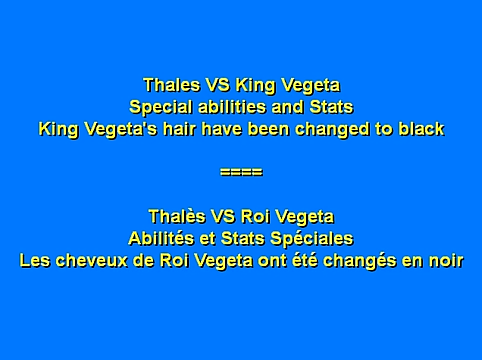 Thales VS King Vegeta
Special abilities and Stats
King Vegeta's hair have been changed to black
====
Thalès VS Roi Vegeta
Abilités et Stats Spéciales
Les cheveux de Roi Vegeta ont été changés en noir